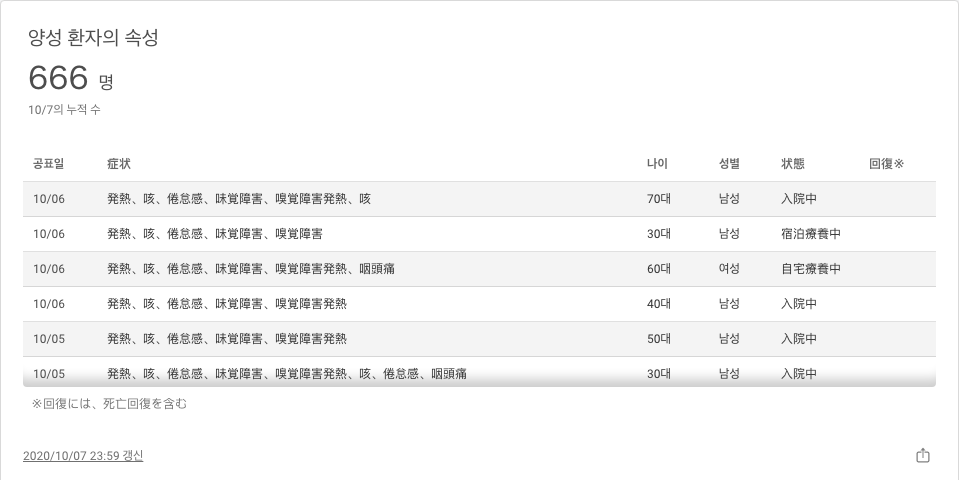 양성 환자의 속성
666 명
10/7의 누적 수
공표일 症状 나이 성별 状態 回復※
10/06 発熱、咳、倦怠感、味覚障害、嗅覚障害発熱、咳 70대 남성 入院中
10/06 発熱、咳、倦怠感、味覚障害、嗅覚障害 30대 남성 宿泊療養中
10/06 発熱、咳、倦怠感、味覚障害、嗅覚障害発熱、咽頭痛 60대 여성 自宅療養中
10/06 発熱、咳、倦怠感、味覚障害、嗅覚障害発熱 40대 남성 入院中
10/05 発熱、咳、倦怠感、味覚障害、嗅覚障害発熱 50대 남성 入院中
10/05 発熱、咳、倦怠感、味覚障害、嗅覚障害発熱、咳、倦怠感、咽頭痛 30대 남성 入院中
※回復には、死亡回復を含む
2020/10/07 23:59 갱신